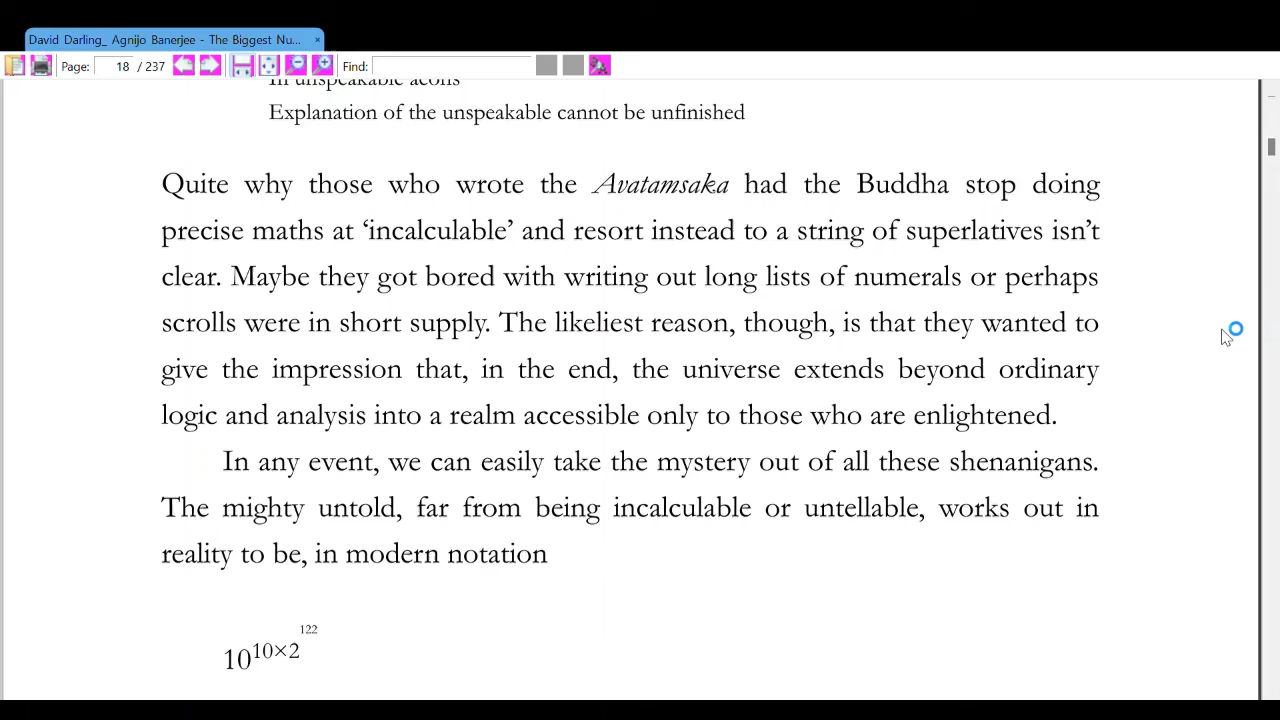 David Darling_ Agnijo Banerjee - The Biggest Nu... ×
Page: 18 / 237 Find:
In unspeakable aeons
Explanation of the unspeakable cannot be unfinished
Quite why those who wrote the Avatamsaka had the Buddha stop doing
precise maths at ‘incalculable’ and resort instead to a string of superlatives isn’t
clear. Maybe they got bored with writing out long lists of numerals or perhaps
scrolls were in short supply. The likeliest reason, though, is that they wanted to
give the impression that, in the end, the universe extends beyond ordinary
logic and analysis into a realm accessible only to those who are enlightened.
In any event, we can easily take the mystery out of all these shenanigans.
The mighty untold, far from being incalculable or untellable, works out in
reality to be, in modern notation
10^{10×2^{122}}